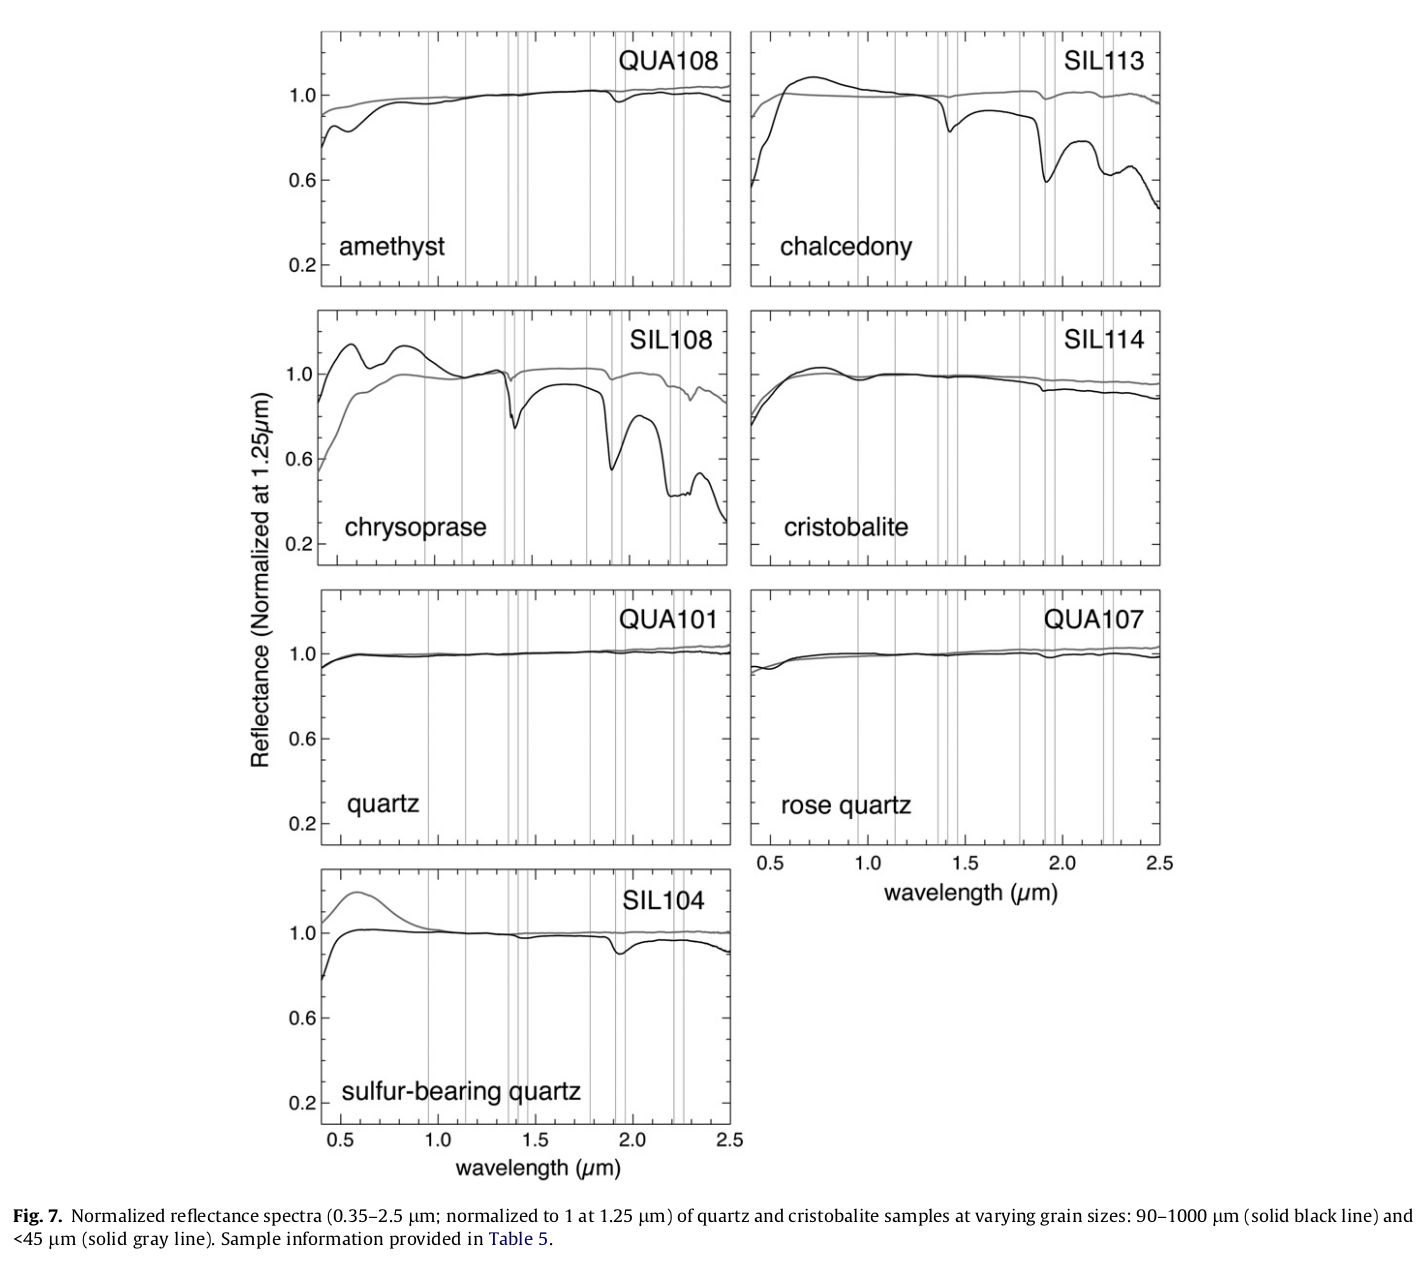 QUA108
1.0
0.6
0.2
amethyst
SIL113
chalcedony
SIL108
1.0
0.6
0.2
chrysoprase
SIL114
cristobalite
Reflectance (Normalized at 1.25μm)
QUA101
1.0
0.6
0.2
quartz
QUA107
rose quartz
0.5 1.0 1.5 2.0 2.5
wavelength (μm)
SIL104
1.0
0.6
0.2
sulfur-bearing quartz
0.5 1.0 1.5 2.0 2.5
wavelength (μm)
Fig. 7. Normalized reflectance spectra (0.35–2.5 μm; normalized to 1 at 1.25 μm) of quartz and cristobalite samples at varying grain sizes: 90–1000 μm (solid black line) and
<45 μm (solid gray line). Sample information provided in Table 5.